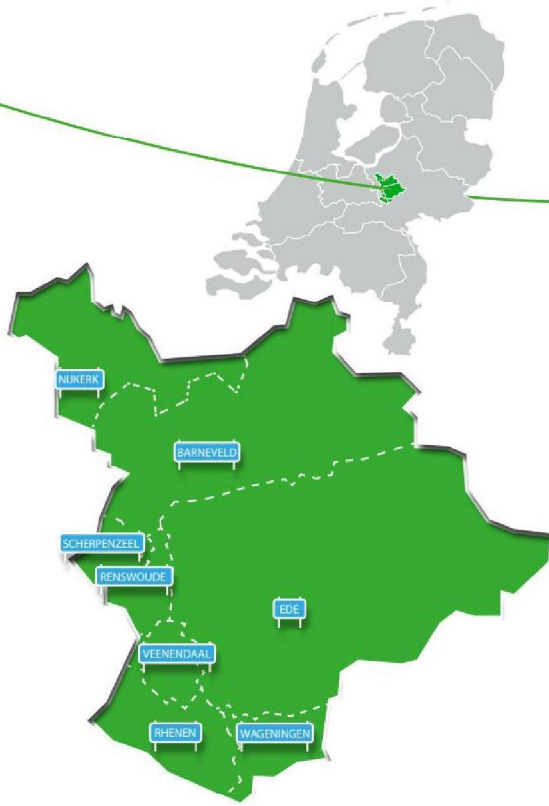 NIJKERK
BARNEVELD
SCHERPENZEEL
RENSWOUDE
EDE
VEENENDAAL
RHENEN
WAGENINGEN